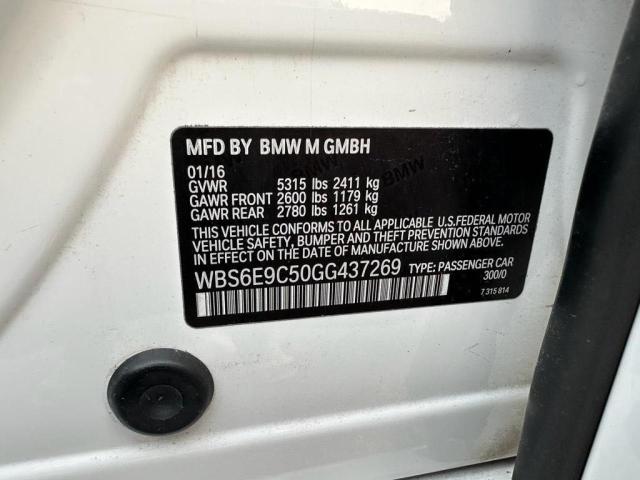 MFD BY BMW M GMBH
01/16
GVWR 5315 lbs 2411 kg
GAWR FRONT 2600 lbs 1179 kg
GAWR REAR 2780 lbs 1261 kg
THIS VEHICLE CONFORMS TO ALL APPLICABLE U.S.FEDERAL MOTOR
VEHICLE SAFETY, BUMPER AND THEFT PREVENTION STANDARDS IN
EFFECT ON THE DATE OF MANUFACTURE SHOWN ABOVE.
WBS6E9C50GG437269 TYPE: PASSENGER CAR
300/0
7 315 814
BMW